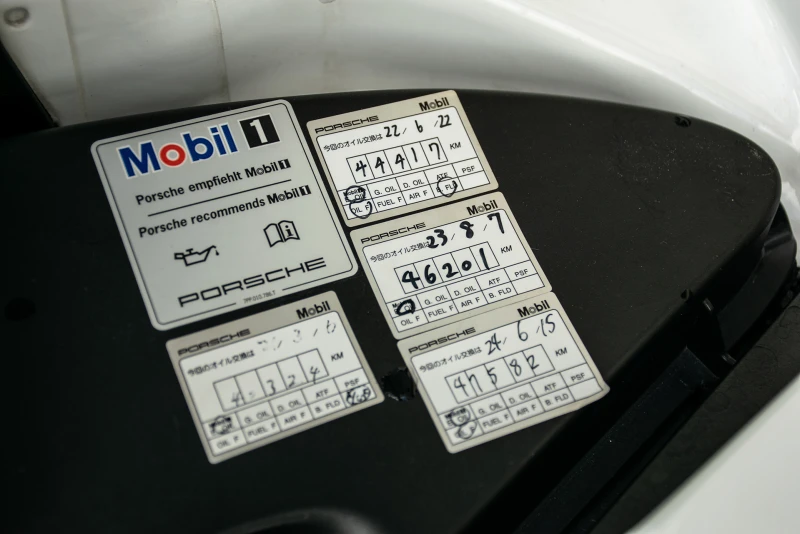 Mobil 1
Porsche empfiehlt Mobil 1
Porsche recommends Mobil 1
PORSCHE
PORSCHE Mobil
今回のオイル交換は 22 / 6 / 22
44417 KM
G. OIL D. OIL ATF PSF
OIL F FUEL F AIR F B. FLD
PORSCHE Mobil
今回のオイル交換は 23 / 8 / 7
46201 KM
G. OIL D. OIL ATF PSF
OIL F FUEL F AIR F B. FLD
PORSCHE Mobil
今回のオイル交換は 24 / 6 / 15
47582 KM
G. OIL D. OIL ATF PSF
FUEL F AIR F B. FLD
PORSCHE Mobil
今回のオイル交換は
324 KM
G. OIL D. OIL ATF PSF
OIL F FUEL F AIR F B. FLD